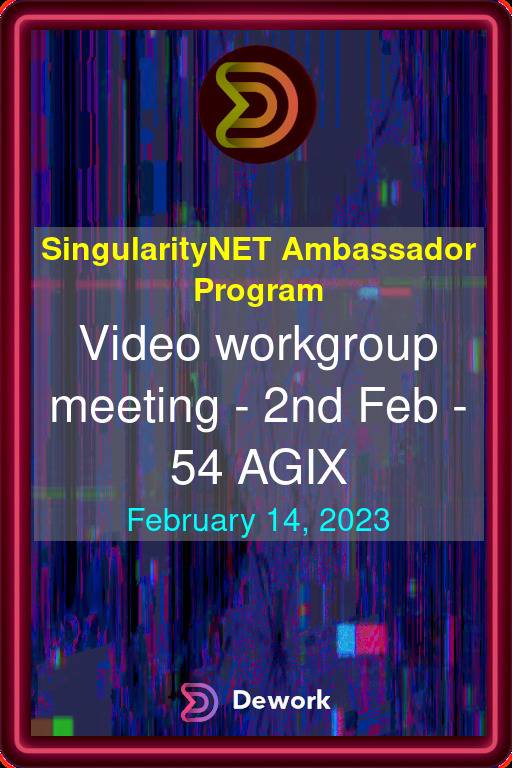 SingularityNET Ambassador
Program
Video workgroup
meeting - 2nd Feb -
54 AGIX
February 14, 2023
Dework